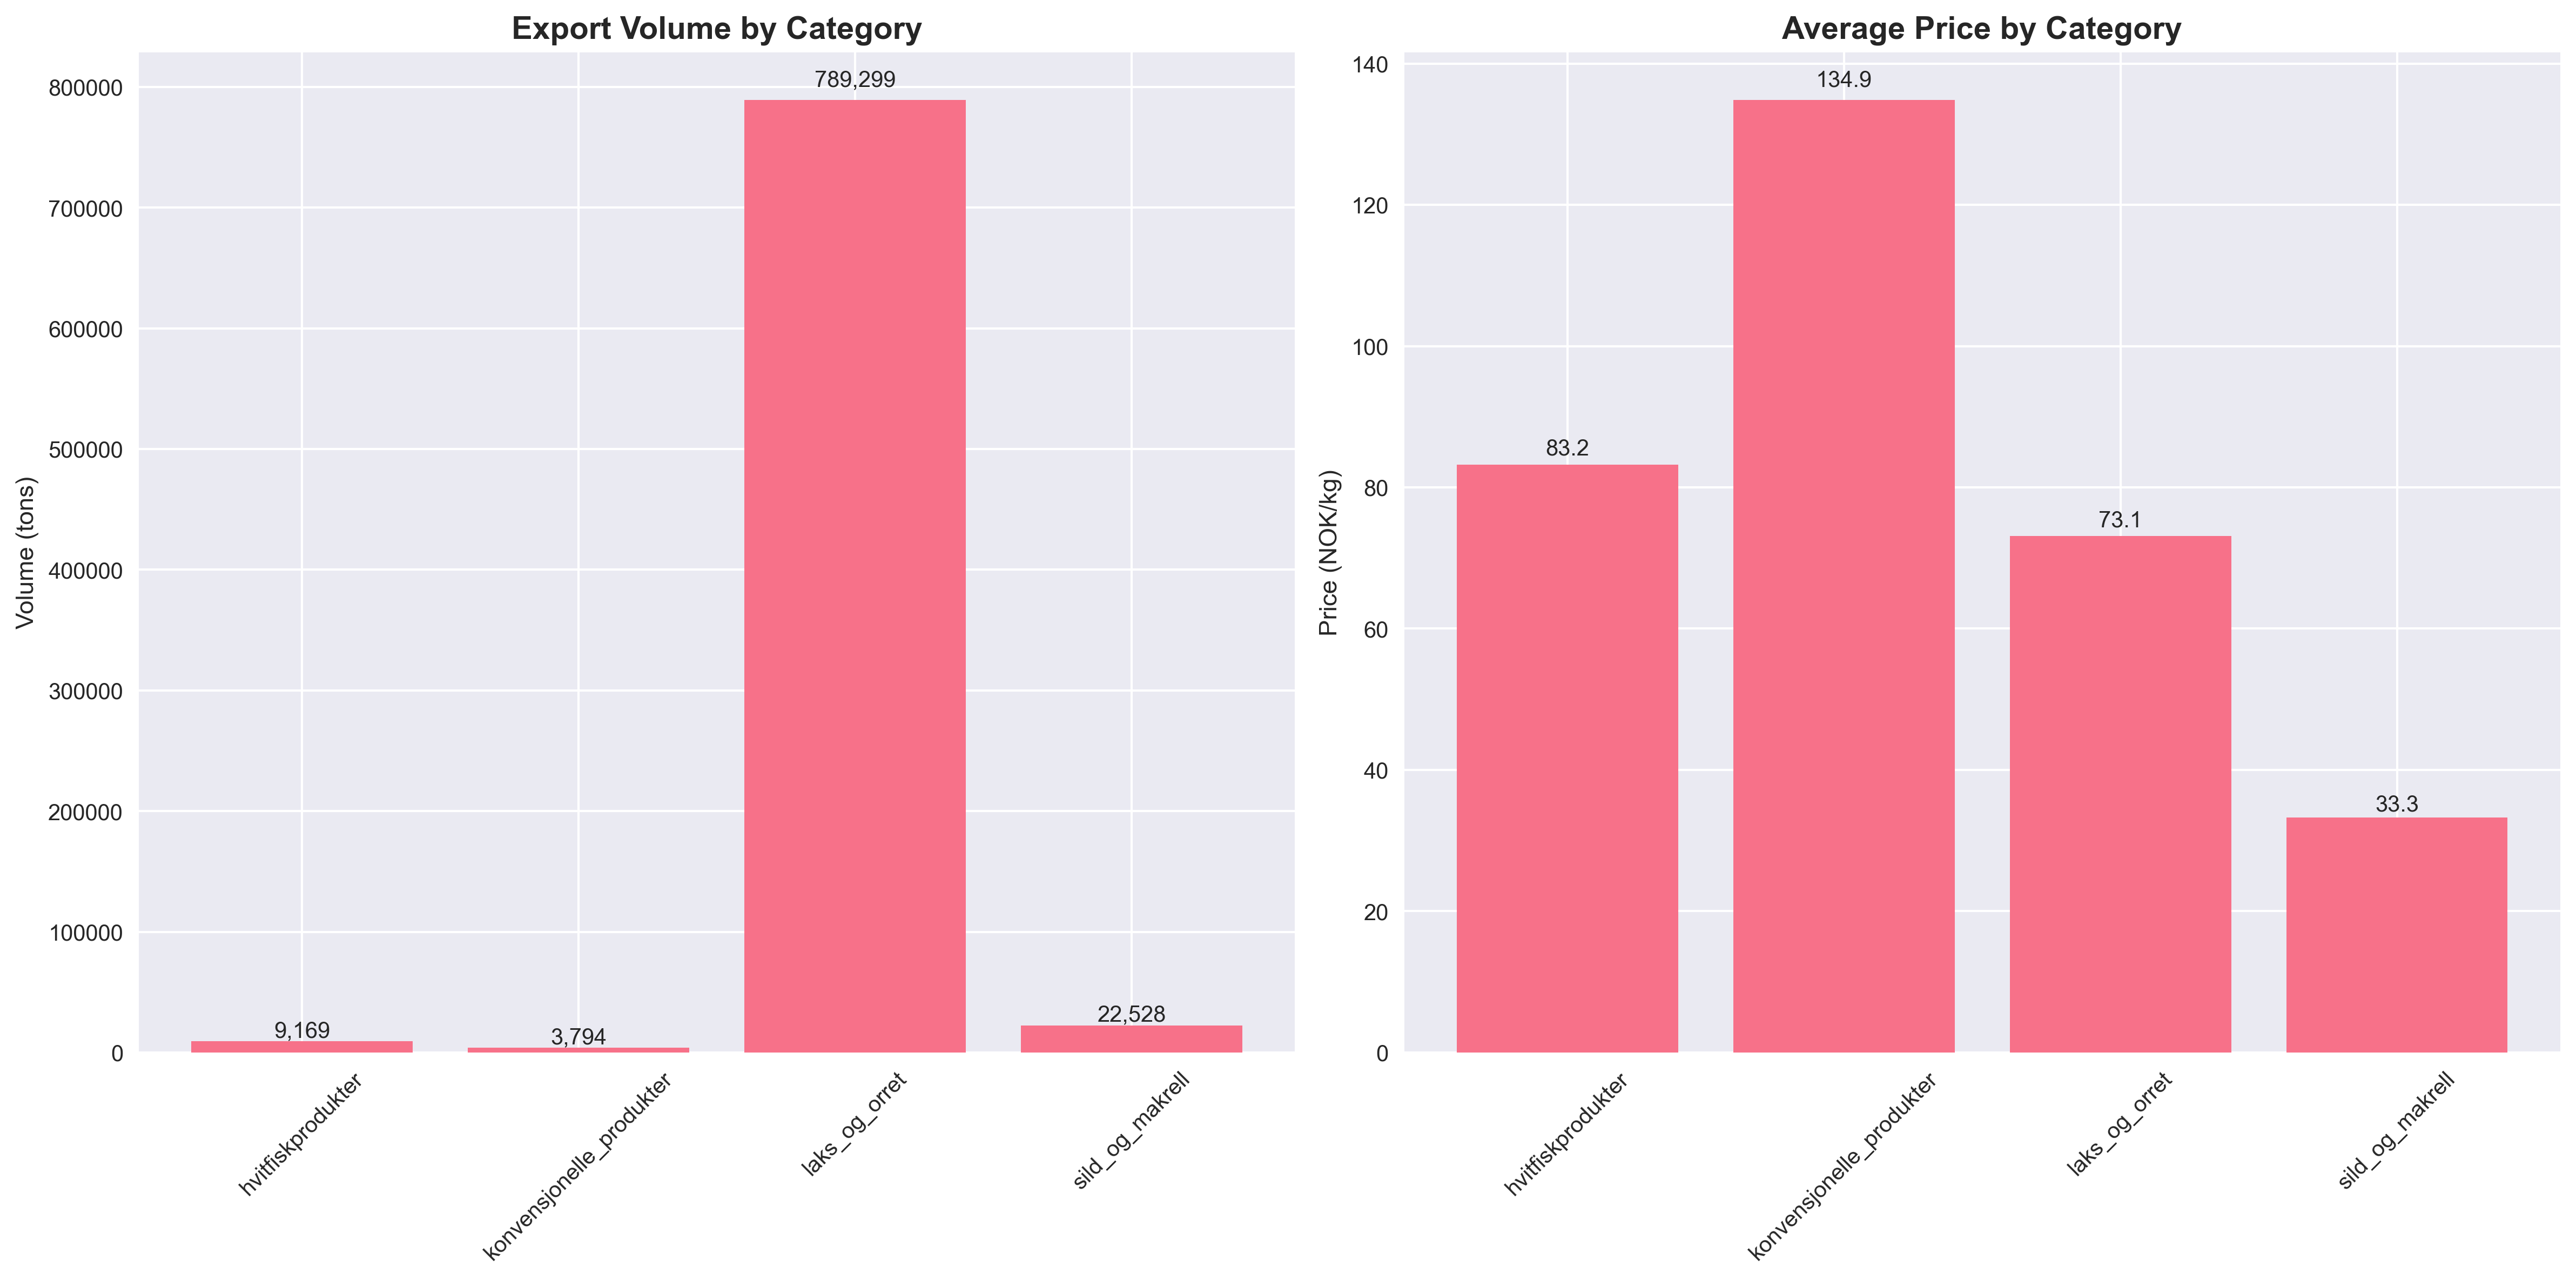 Export Volume by Category
Volume (tons)
800000
700000
600000
500000
400000
300000
200000
100000
0
9,169
3,794
789,299
22,528
hvitfiskprodukter
konvensjonelle_produkter
laks_og_orret
sild_og_makrell
Average Price by Category
Price (NOK/kg)
140
120
100
80
60
40
20
0
83.2
134.9
73.1
33.3
hvitfiskprodukter
konvensjonelle_produkter
laks_og_orret
sild_og_makrell